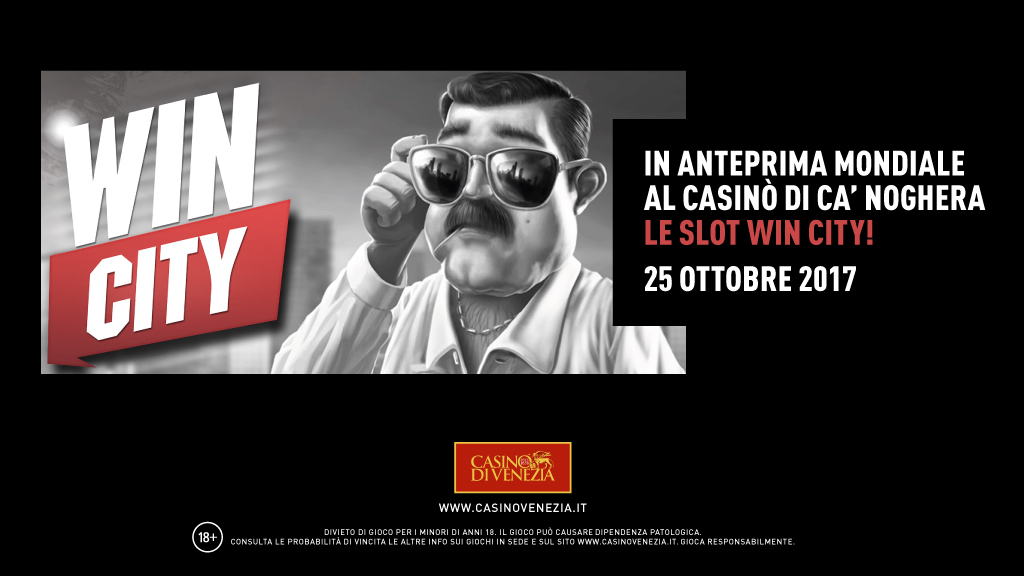 WIN
CITY
IN ANTEPRIMA MONDIALE
AL CASINÒ DI CA' NOGHERA
LE SLOT WIN CITY!
25 OTTOBRE 2017
CASINO
DI VENEZIA
WWW.CASINOVENEZIA.IT
18+
DIVIETO DI GIOCO PER I MINORI DI ANNI 18. IL GIOCO PUÒ CAUSARE DIPENDENZA PATOLOGICA.
CONSULTA LE PROBABILITÀ DI VINCITA LE ALTRE INFO SUI GIOCHI IN SEDE E SUL SITO WWW.CASINOVENEZIA.IT. GIOCA RESPONSABILMENTE.